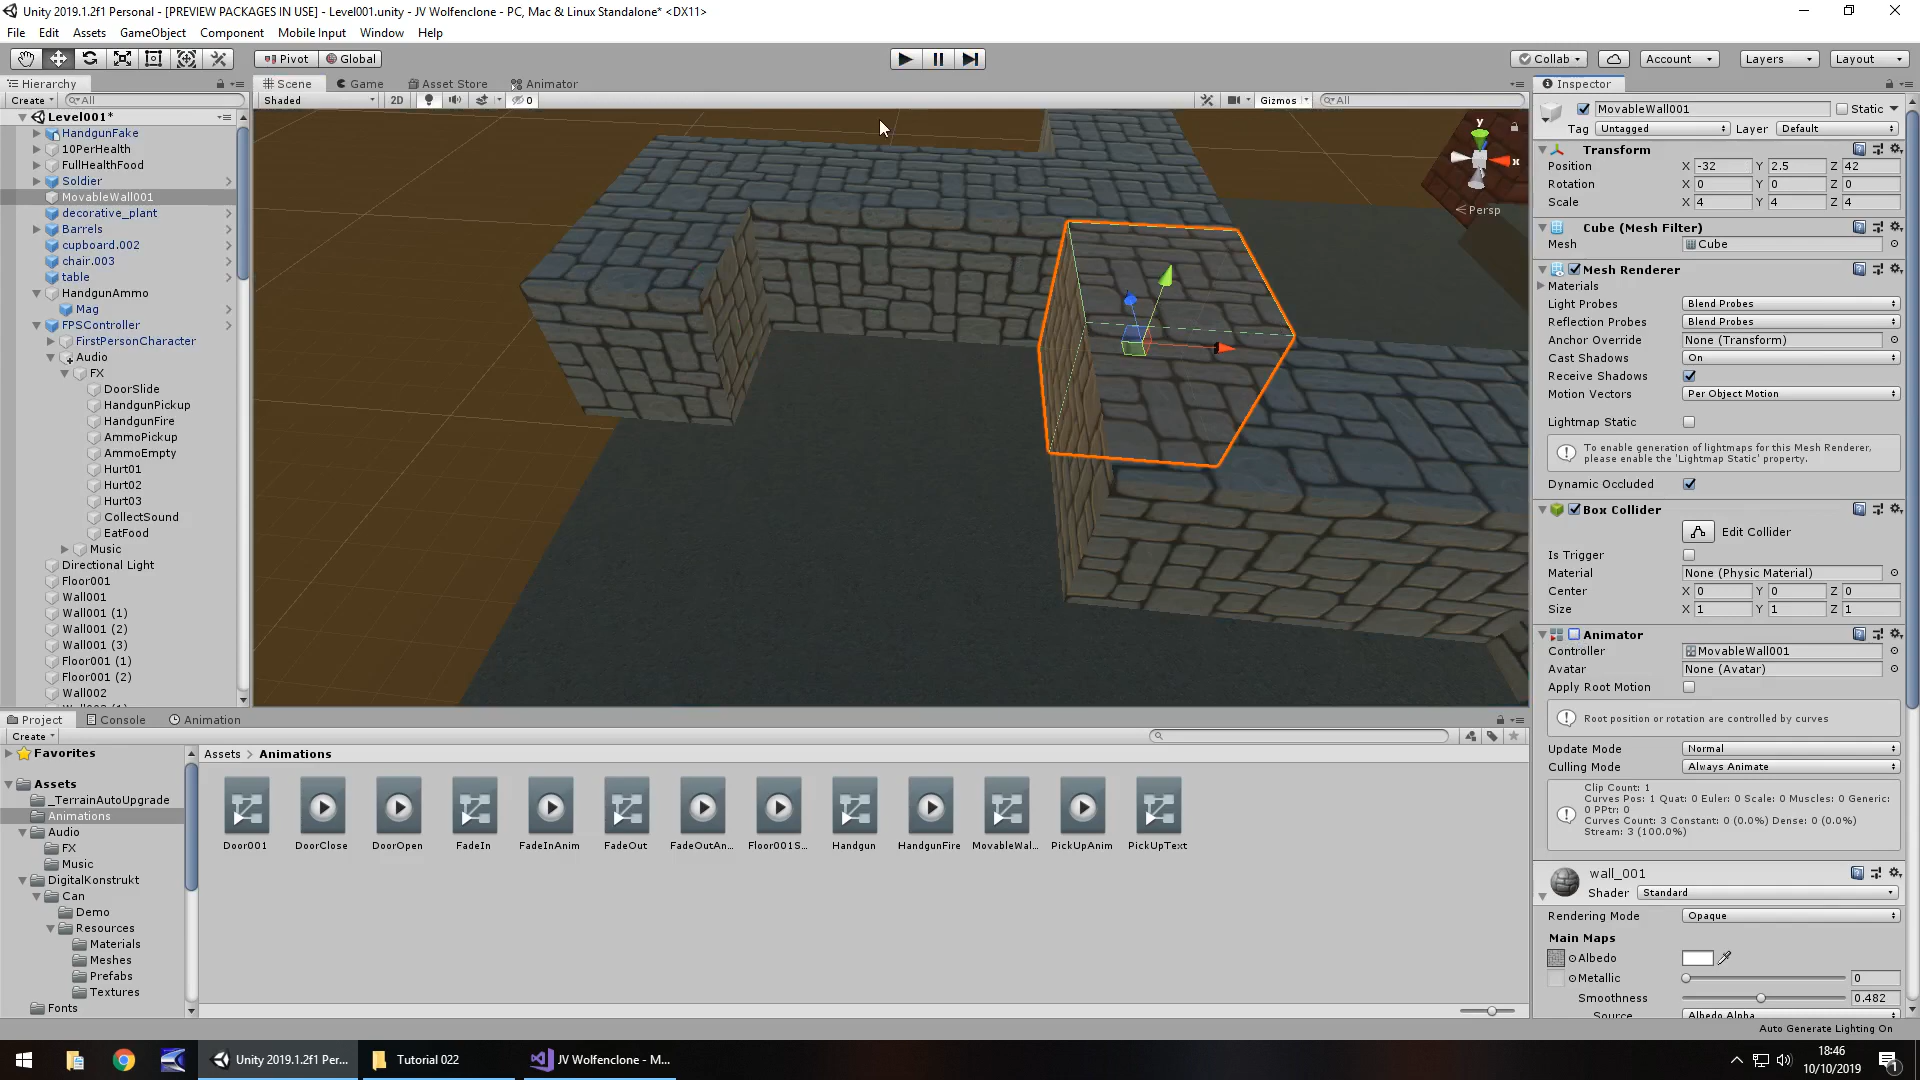 Unity 2019.1.2f1 Personal - [PREVIEW PACKAGES IN USE] - Level001.unity - JV Wolfenclone - PC, Mac & Linux Standalone* <DX11>
File Edit Assets GameObject Component Mobile Input Window Help
Pivot Global Collab Account Layers Layout
Hierarchy
Create All
Level001*
HandgunFake
10PerHealth
FullHealthFood
Soldier
MovableWall001
decorative_plant
Barrels
cupboard.002
chair.003
table
HandgunAmmo
Mag
FPSController
FirstPersonCharacter
Audio
FX
DoorSlide
HandgunPickup
HandgunFire
AmmoPickup
AmmoEmpty
Hurt01
Hurt02
Hurt03
CollectSound
EatFood
Music
Directional Light
Floor001
Wall001
Wall001 (1)
Wall001 (2)
Wall001 (3)
Floor001 (1)
Floor001 (2)
Wall002
Scene Game Asset Store Animator
Shaded 2D 0 Gizmos All
y
x
Persp
Inspector
MovableWall001 Static
Tag Untagged Layer Default
Transform
Position X -32 Y 2.5 Z 42
Rotation X 0 Y 0 Z 0
Scale X 4 Y 4 Z 4
Cube (Mesh Filter)
Mesh Cube
Mesh Renderer
Materials
Light Probes Blend Probes
Reflection Probes Blend Probes
Anchor Override None (Transform)
Cast Shadows On
Receive Shadows
Motion Vectors Per Object Motion
Lightmap Static
To enable generation of lightmaps for this Mesh Renderer,
please enable the 'Lightmap Static' property.
Dynamic Occluded
Box Collider
Edit Collider
Is Trigger
Material None (Physic Material)
Center X 0 Y 0 Z 0
Size X 1 Y 1 Z 1
Animator
Controller MovableWall001
Avatar None (Avatar)
Apply Root Motion
Root position or rotation are controlled by curves
Update Mode Normal
Culling Mode Always Animate
Clip Count: 1
Curves Pos: 1 Quat: 0 Euler: 0 Scale: 0 Muscles: 0 Generic:
0 PPtr: 0
Curves Count: 3 Constant: 0 (0.0%) Dense: 0 (0.0%)
Stream: 3 (100.0%)
wall_001
Shader Standard
Rendering Mode Opaque
Main Maps
Albedo
Metallic 0
Smoothness 0.482
Source Albedo Alpha
Auto Generate Lighting On
Project Console Animation
Create
Favorites
Assets
_TerrainAutoUpgrade
Animations
Audio
FX
Music
DigitalKonstrukt
Can
Demo
Resources
Materials
Meshes
Prefabs
Textures
Fonts
Assets > Animations
Door001 DoorClose DoorOpen FadeIn FadeInAnim FadeOut FadeOutAn... Floor001S... Handgun HandgunFire MovableWal... PickUpAnim PickUpText
Unity 2019.1.2f1 Per... Tutorial 022 JV Wolfenclone - M...
18:46
10/10/2019
1